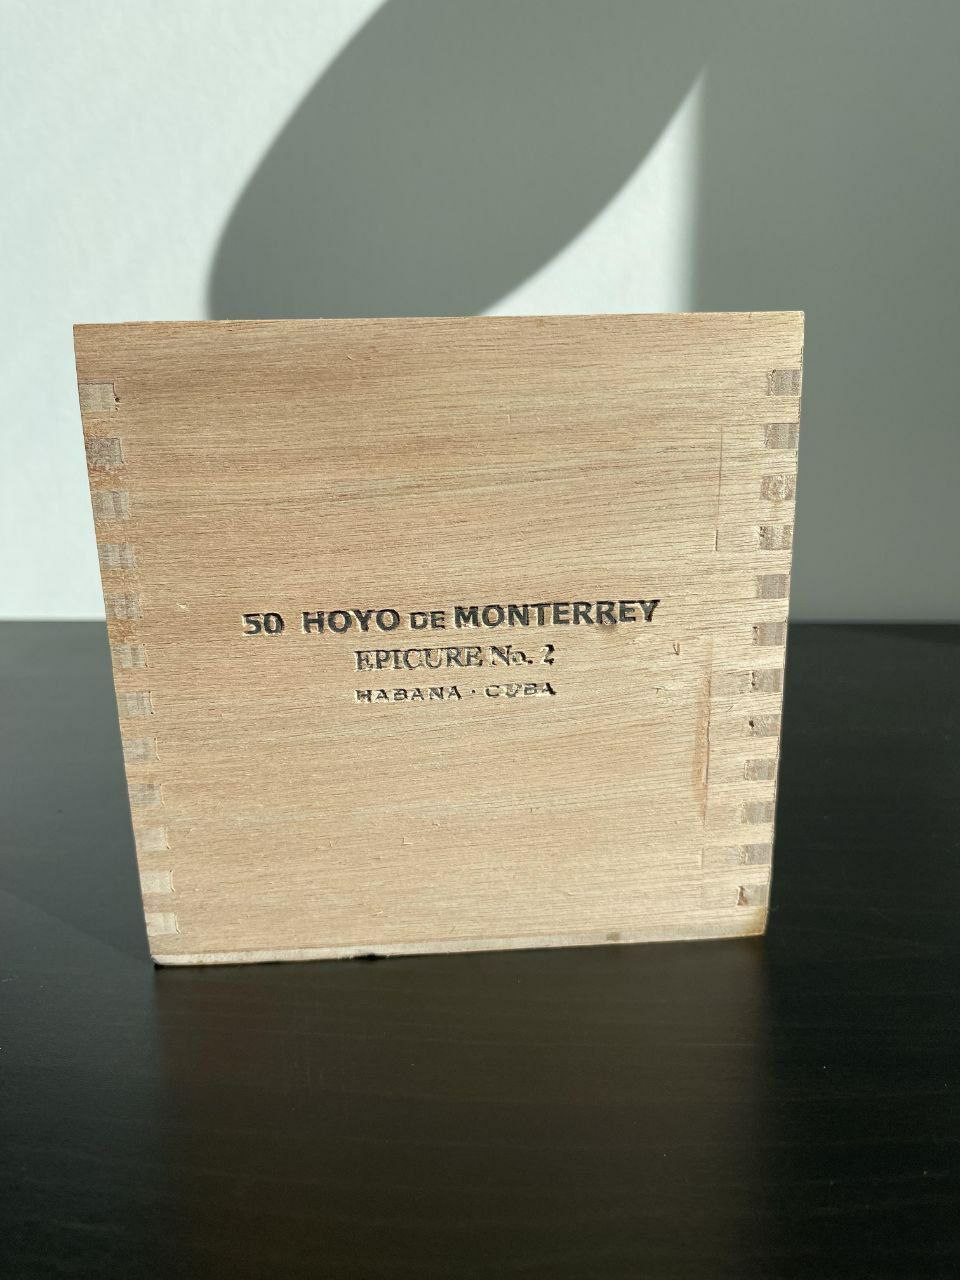 50 HOYO DE MONTERREY
EPICURE No. 2
HABANA · CUBA